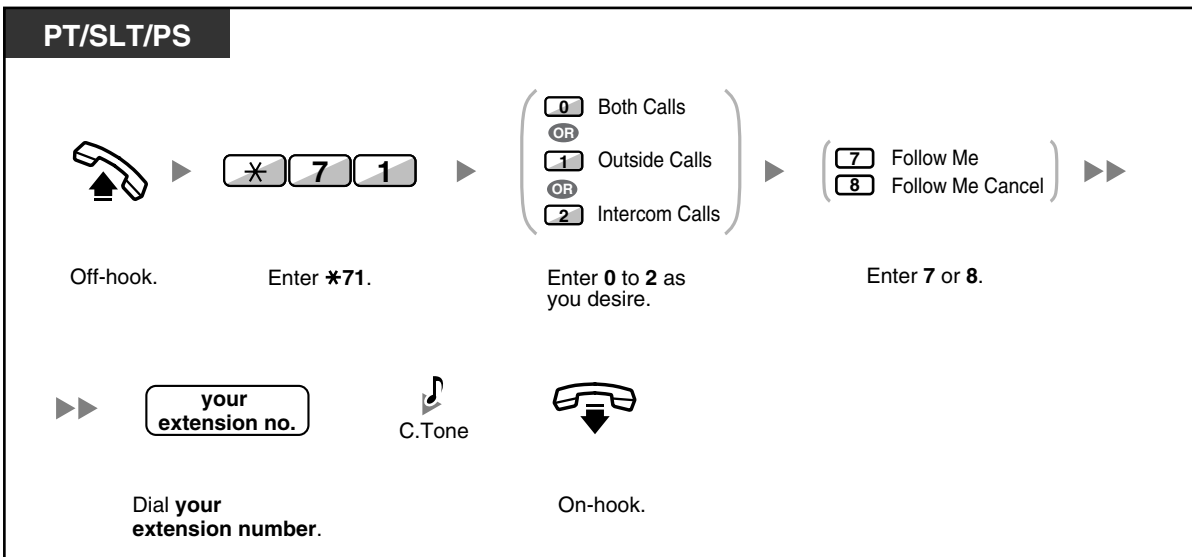 PT/SLT/PS
0 Both Calls
OR
1 Outside Calls
OR
2 Intercom Calls
* 7 1
7 Follow Me
8 Follow Me Cancel
Off-hook.
Enter *71.
Enter 0 to 2 as
you desire.
Enter 7 or 8.
your
extension no.
C.Tone
Dial your
extension number.
On-hook.